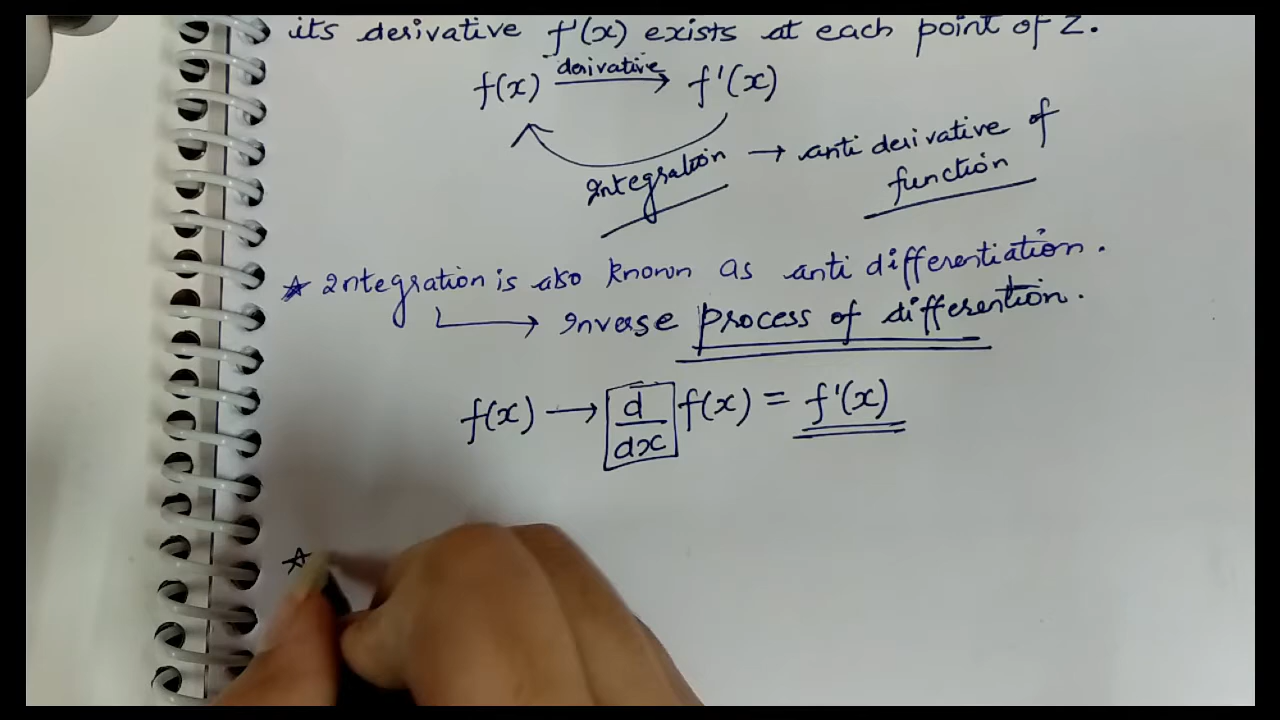 its derivative f'(x) exists at each point of I.
derivative
f(x) → f'(x)
Integration → anti derivative of
function
☆ Integration is also known as anti differentiation.
↳ Inverse process of differention.
f(x) → d/dx f(x) = f'(x)
☆